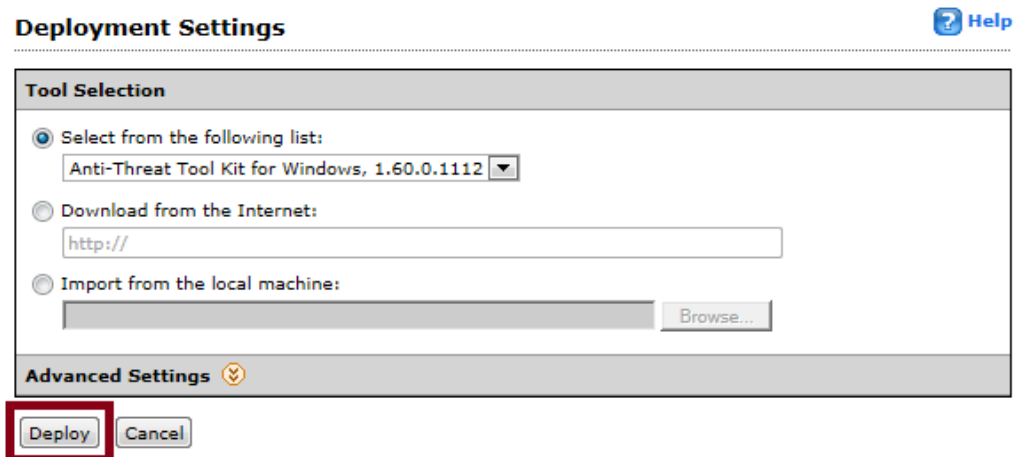 Deployment Settings
? Help
Tool Selection
Select from the following list:
Anti-Threat Tool Kit for Windows, 1.60.0.1112
Download from the Internet:
http://
Import from the local machine:
Browse...
Advanced Settings
Deploy Cancel